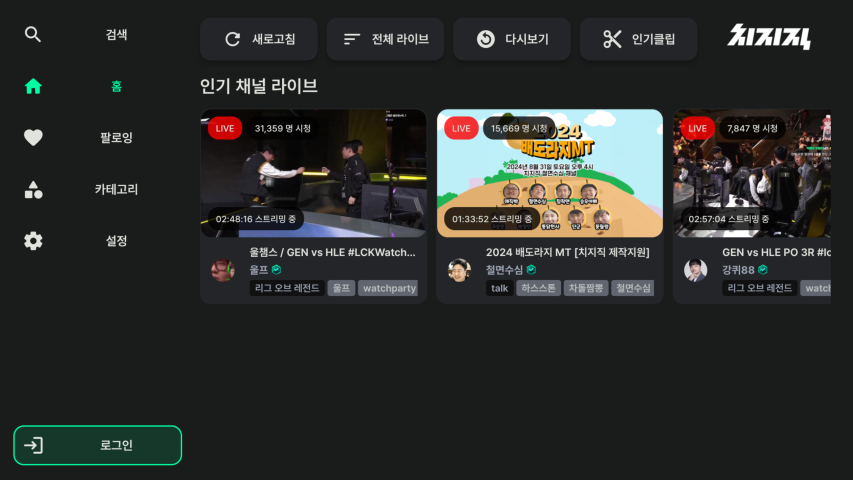 검색
홈
팔로잉
카테고리
설정
로그인
새로고침
전체 라이브
다시보기
인기클립
치지직
인기 채널 라이브
LIVE
31,359 명 시청
02:48:16 스트리밍 중
울챔스 / GEN vs HLE #LCKWatch...
울프
리그 오브 레전드
울프
watchparty
LIVE
15,669 명 시청
2024
배도라지MT
2024년 8월 31일 토요일 오후 4시
치지직 철면수심 채널
01:33:52 스트리밍 중
2024 배도라지 MT [치지직 제작지원]
철면수심
talk
하스스톤
차돌짬뽕
철면수심
LIVE
7,847 명 시청
02:57:04 스트리밍 중
GEN vs HLE PO 3R #lc
강퀴88
리그 오브 레전드
watch